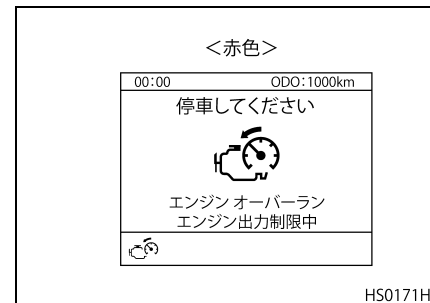 ＜赤色＞
00:00 ODO:1000km
停車してください
エンジン オーバーラン
エンジン出力制限中
HS0171H